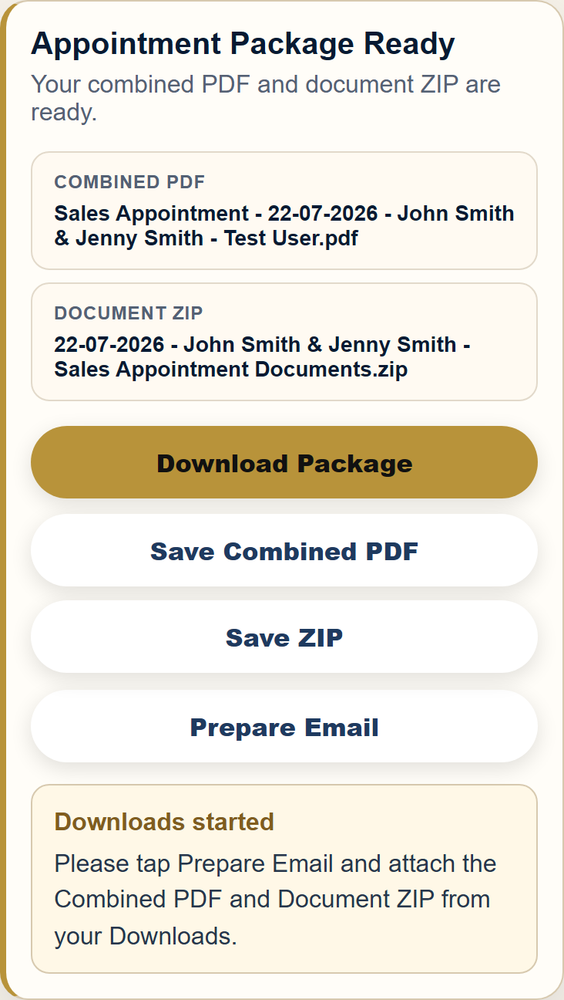 Appointment Package Ready
Your combined PDF and document ZIP are
ready.
COMBINED PDF
Sales Appointment - 22-07-2026 - John Smith
& Jenny Smith - Test User.pdf
DOCUMENT ZIP
22-07-2026 - John Smith & Jenny Smith -
Sales Appointment Documents.zip
Download Package
Save Combined PDF
Save ZIP
Prepare Email
Downloads started
Please tap Prepare Email and attach the
Combined PDF and Document ZIP from
your Downloads.